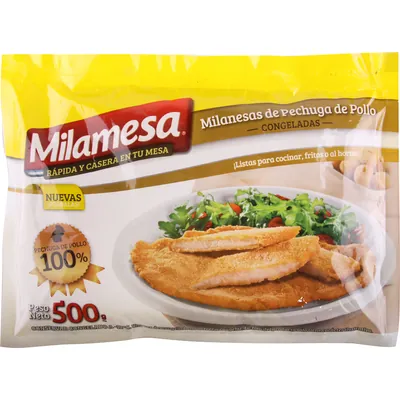 Milanesas de Pechuga de Pollo
CONGELADAS
Milamesa®
RÁPIDA Y CASERA EN TU MESA
¡Listas para cocinar, fritas o al horno!
NUEVAS
PECHUGA DE POLLO
100%
Peso
Neto 500g